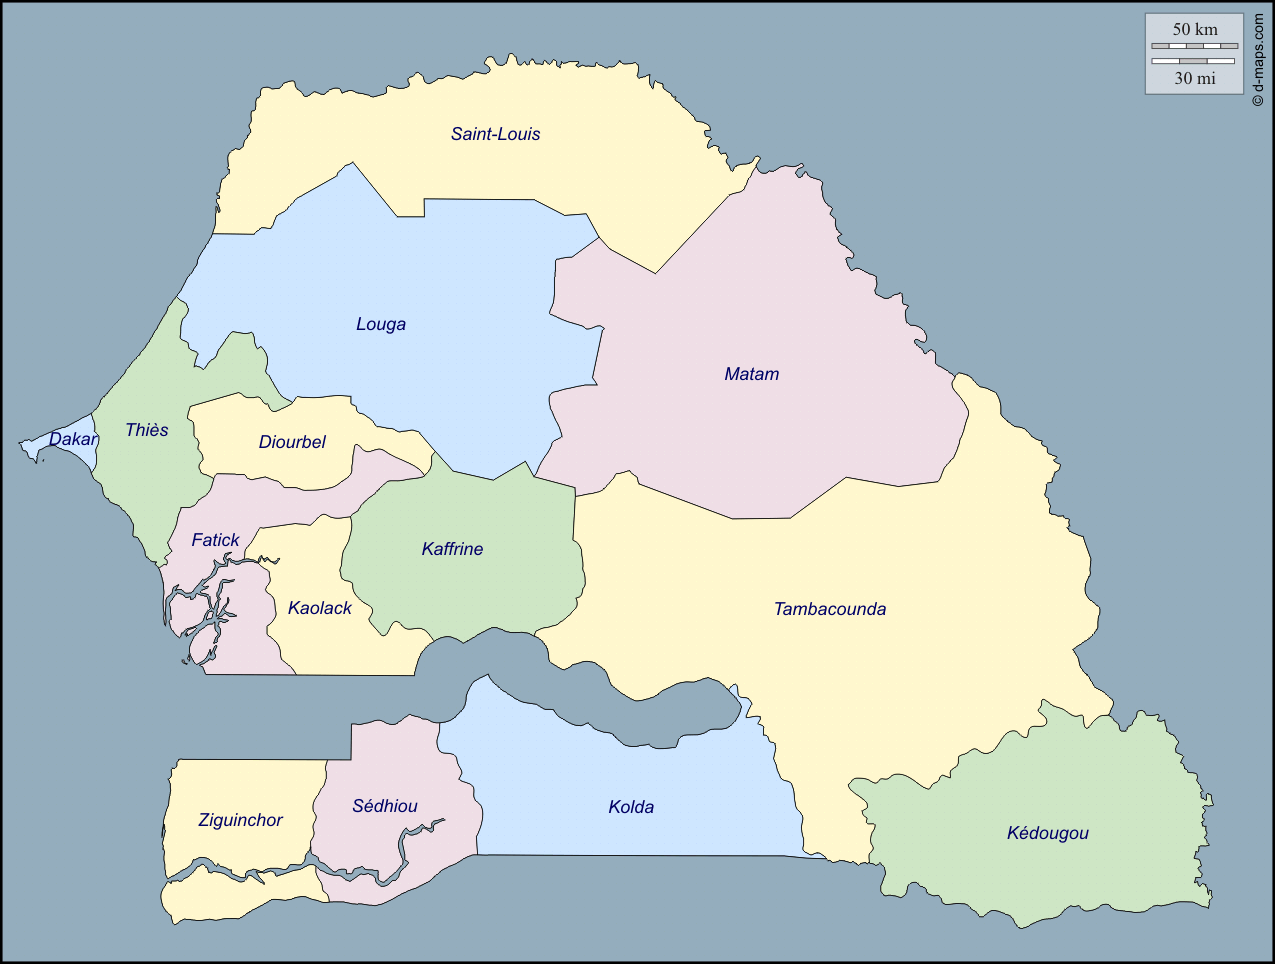 50 km
30 mi
© d-maps.com
Saint-Louis
Louga
Matam
Thiès
Dakar
Diourbel
Fatick
Kaffrine
Kaolack
Tambacounda
Ziguinchor
Sédhiou
Kolda
Kédougou